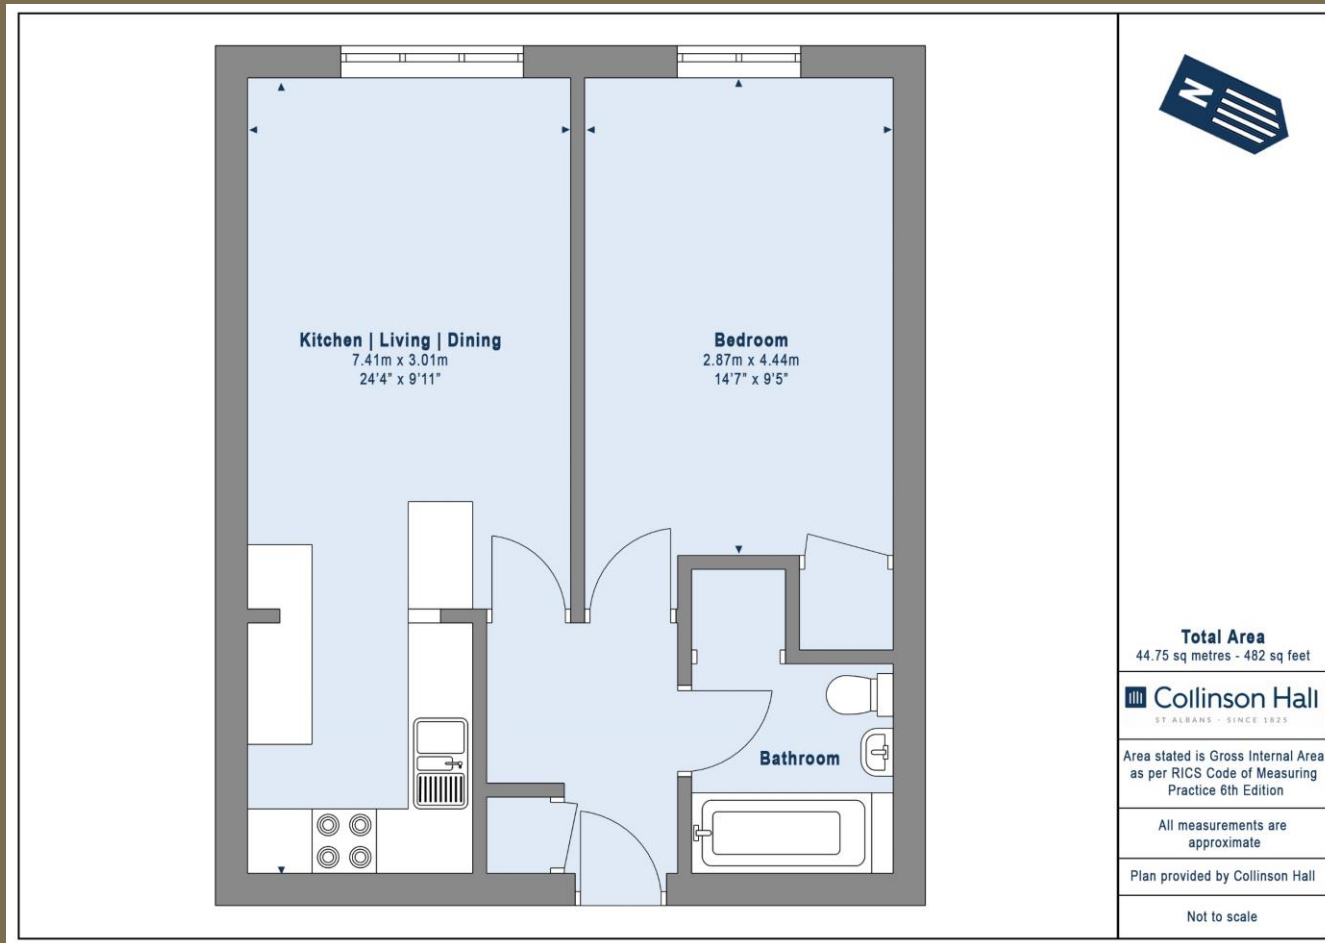 N
Kitchen | Living | Dining
7.41m x 3.01m
24'4" x 9'11"
Bedroom
2.87m x 4.44m
14'7" x 9'5"
Bathroom
Total Area
44.75 sq metres - 482 sq feet
Collinson Hall
ST ALBANS - SINCE 1825
Area stated is Gross Internal Area
as per RICS Code of Measuring
Practice 6th Edition
All measurements are
approximate
Plan provided by Collinson Hall
Not to scale